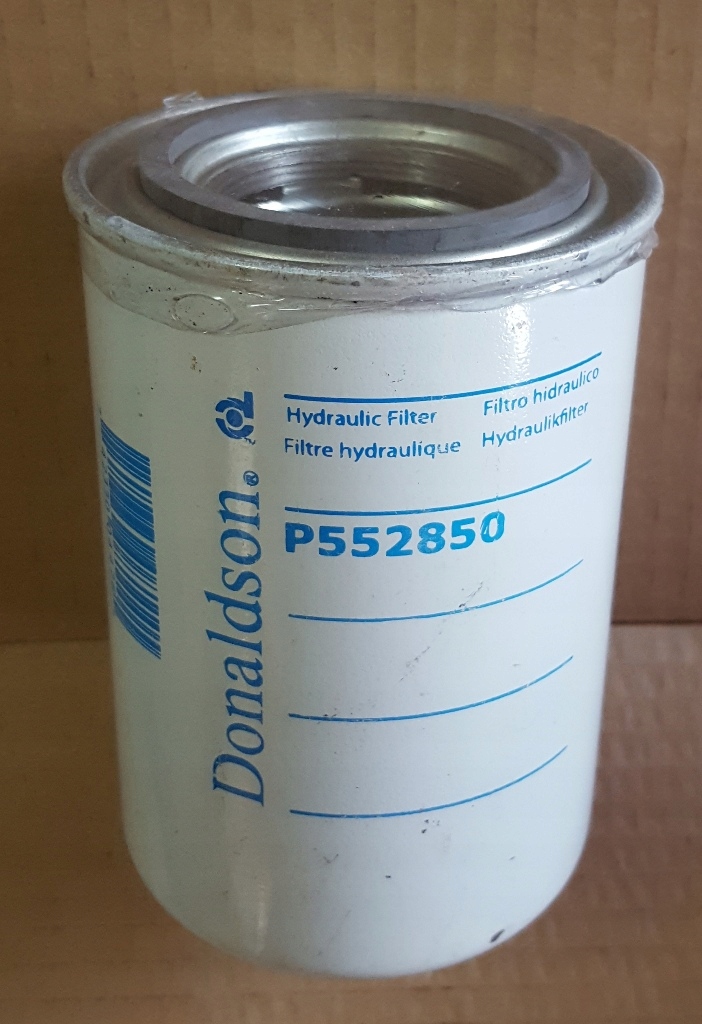 Hydraulic Filter
Filtro hidraulico
Filtre hydraulique
Hydraulikfilter
P552850
Donaldson.®